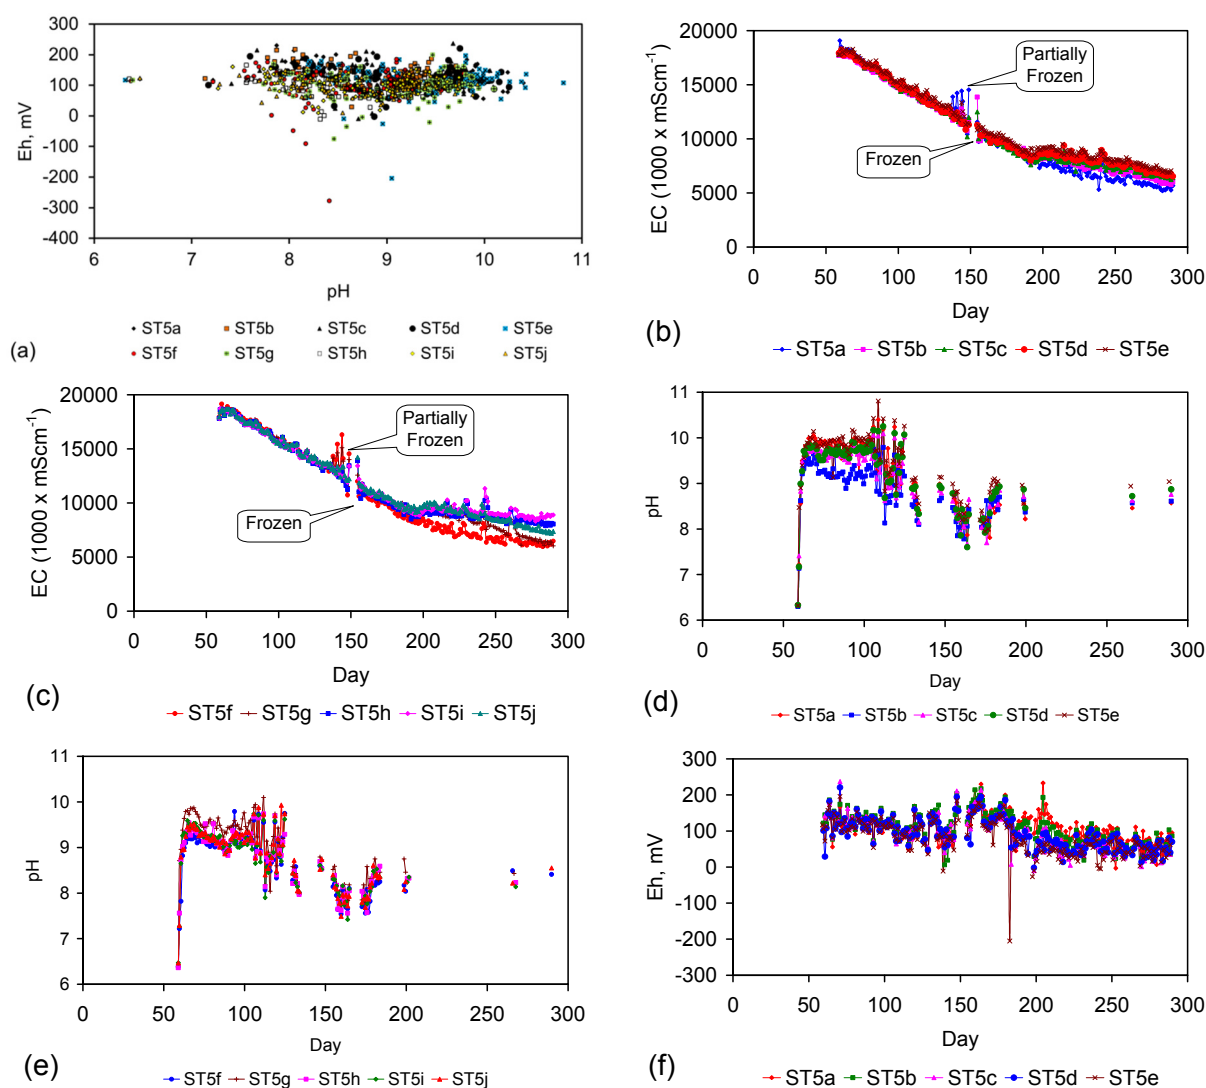 300
200
100
0
-100
-200
-300
-400
Eh, mV
6 7 8 9 10 11
pH
ST5a ST5b ST5c ST5d ST5e
ST5f ST5g ST5h ST5i ST5j
(a)
20000
15000
10000
5000
0
EC (1000 x mScm-1)
Partially
Frozen
Frozen
0 50 100 150 200 250 300
Day
(b)
ST5a ST5b ST5c ST5d ST5e
20000
15000
10000
5000
0
EC (1000 x mScm-1)
Partially
Frozen
Frozen
0 50 100 150 200 250 300
Day
(c)
ST5f ST5g ST5h ST5i ST5j
11
10
9
8
7
6
pH
0 50 100 150 200 250 300
Day
(d)
ST5a ST5b ST5c ST5d ST5e
11
10
9
8
7
6
pH
0 50 100 150 200 250 300
Day
(e)
ST5f ST5g ST5h ST5i ST5j
300
200
100
0
-100
-200
-300
Eh, mV
0 50 100 150 200 250 300
Day
(f)
ST5a ST5b ST5c ST5d ST5e